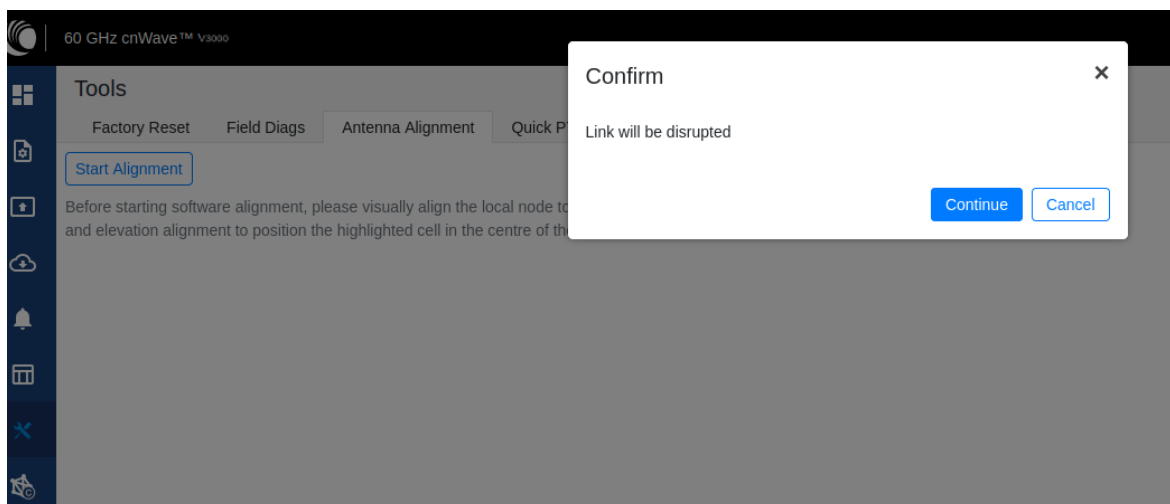 60 GHz cnWave™ V3000
Tools
Factory Reset Field Diags Antenna Alignment Quick P
Start Alignment
Before starting software alignment, please visually align the local node to
and elevation alignment to position the highlighted cell in the centre of the
Confirm ×
Link will be disrupted
Continue Cancel
C